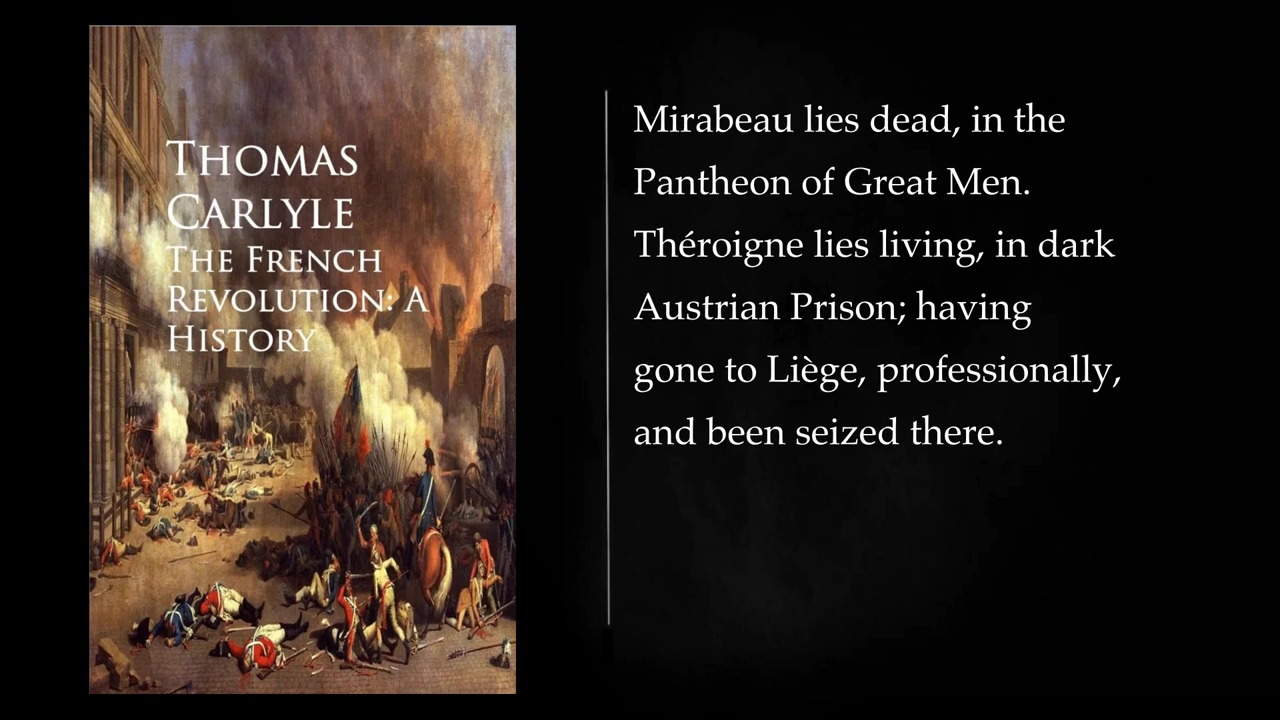 THOMAS
CARLYLE
THE FRENCH
REVOLUTION: A
HISTORY
Mirabeau lies dead, in the
Pantheon of Great Men.
Théroigne lies living, in dark
Austrian Prison; having
gone to Liège, professionally,
and been seized there.